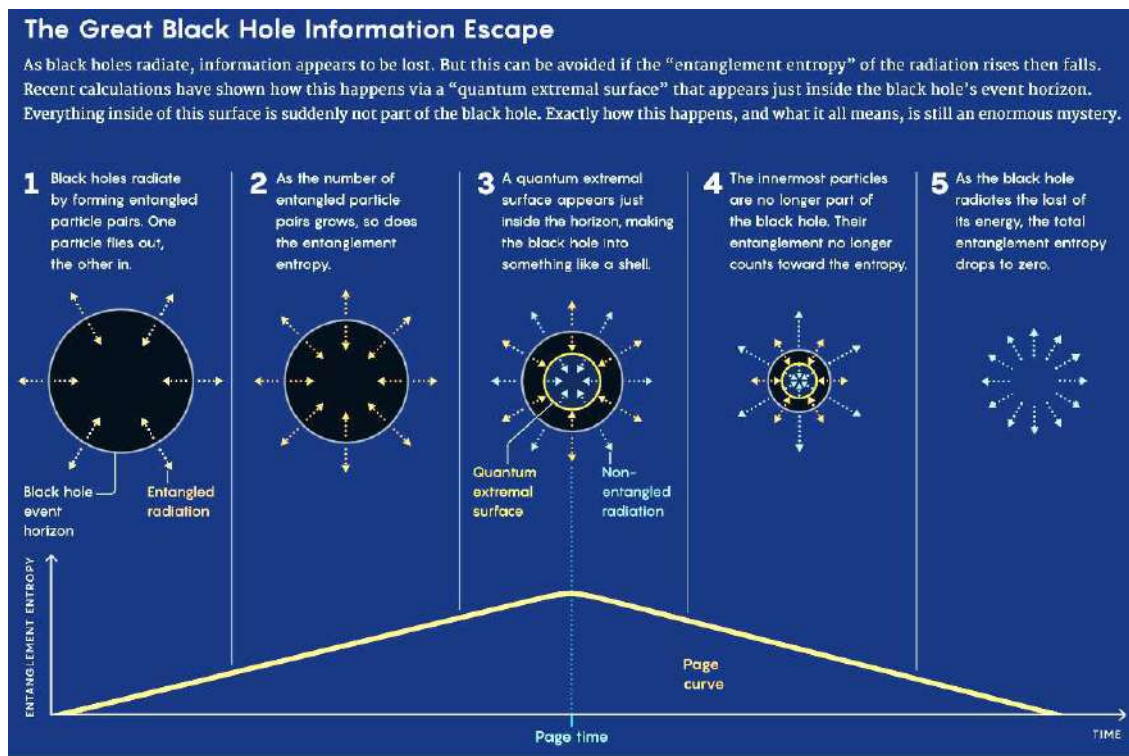 The Great Black Hole Information Escape
As black holes radiate, information appears to be lost. But this can be avoided if the “entanglement entropy” of the radiation rises then falls.
Recent calculations have shown how this happens via a “quantum extremal surface” that appears just inside the black hole’s event horizon.
Everything inside of this surface is suddenly not part of the black hole. Exactly how this happens, and what it all means, is still an enormous mystery.
1 Black holes radiate
by forming entangled
particle pairs. One
particle flies out,
the other in.
2 As the number of
entangled particle
pairs grows, so does
the entanglement
entropy.
3 A quantum extremal
surface appears just
inside the horizon, making
the black hole into
something like a shell.
4 The innermost particles
are no longer part of
the black hole. Their
entanglement no longer
counts toward the entropy.
5 As the black hole
radiates the last of
its energy, the total
entanglement entropy
drops to zero.
Black hole
event
horizon
Entangled
radiation
Quantum
extremal
surface
Non-
entangled
radiation
ENTANGLEMENT ENTROPY
Page
curve
Page time
TIME